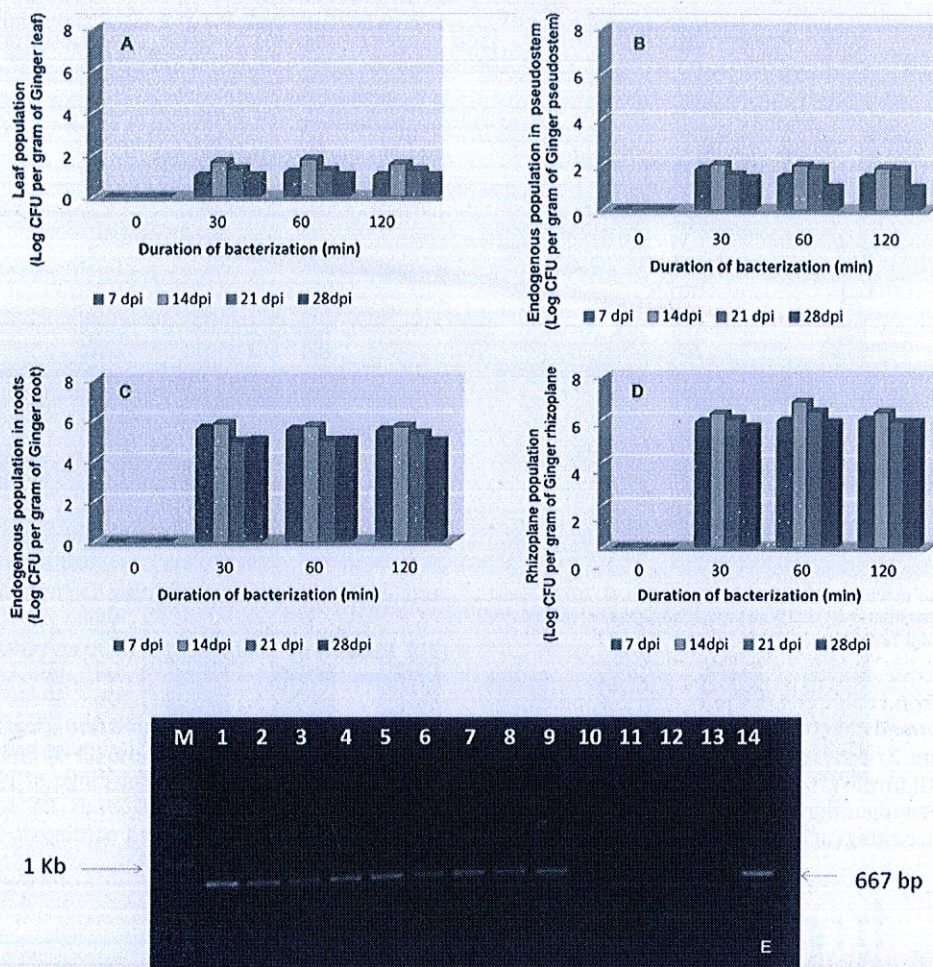 A
Leaf population
(Log CFU per gram of Ginger leaf)
8
6
4
2
0
0 30 60 120
Duration of bacterization (min)
7 dpi 14dpi 21 dpi 28dpi
B
Endogenous population in pseudostem
(Log CFU per gram of Ginger pseudostem)
8
6
4
2
0
0 30 60 120
Duration of bacterization (min)
7 dpi 14dpi 21 dpi 28dpi
C
Endogenous population in roots
(Log CFU per gram of Ginger root)
8
6
4
2
0
0 30 60 120
Duration of bacterization (min)
7 dpi 14dpi 21 dpi 28dpi
D
Rhizoplane population
(Log CFU per gram of Ginger rhizoplane)
8
6
4
2
0
0 30 60 120
Duration of bacterization (min)
7 dpi 14dpi 21 dpi 28dpi
M 1 2 3 4 5 6 7 8 9 10 11 12 13 14
1 Kb
667 bp
E